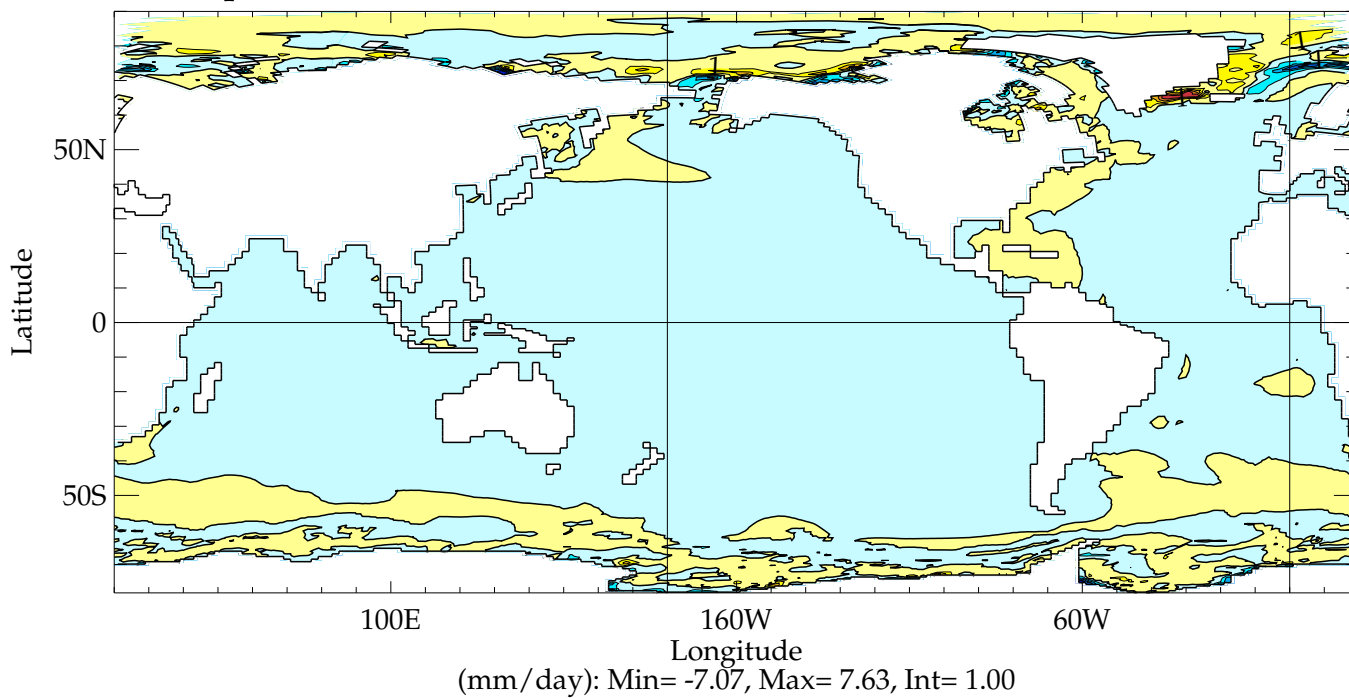 50N
0
50S
Latitude
100E
160W
60W
Longitude
(mm/day): Min= -7.07, Max= 7.63, Int= 1.00